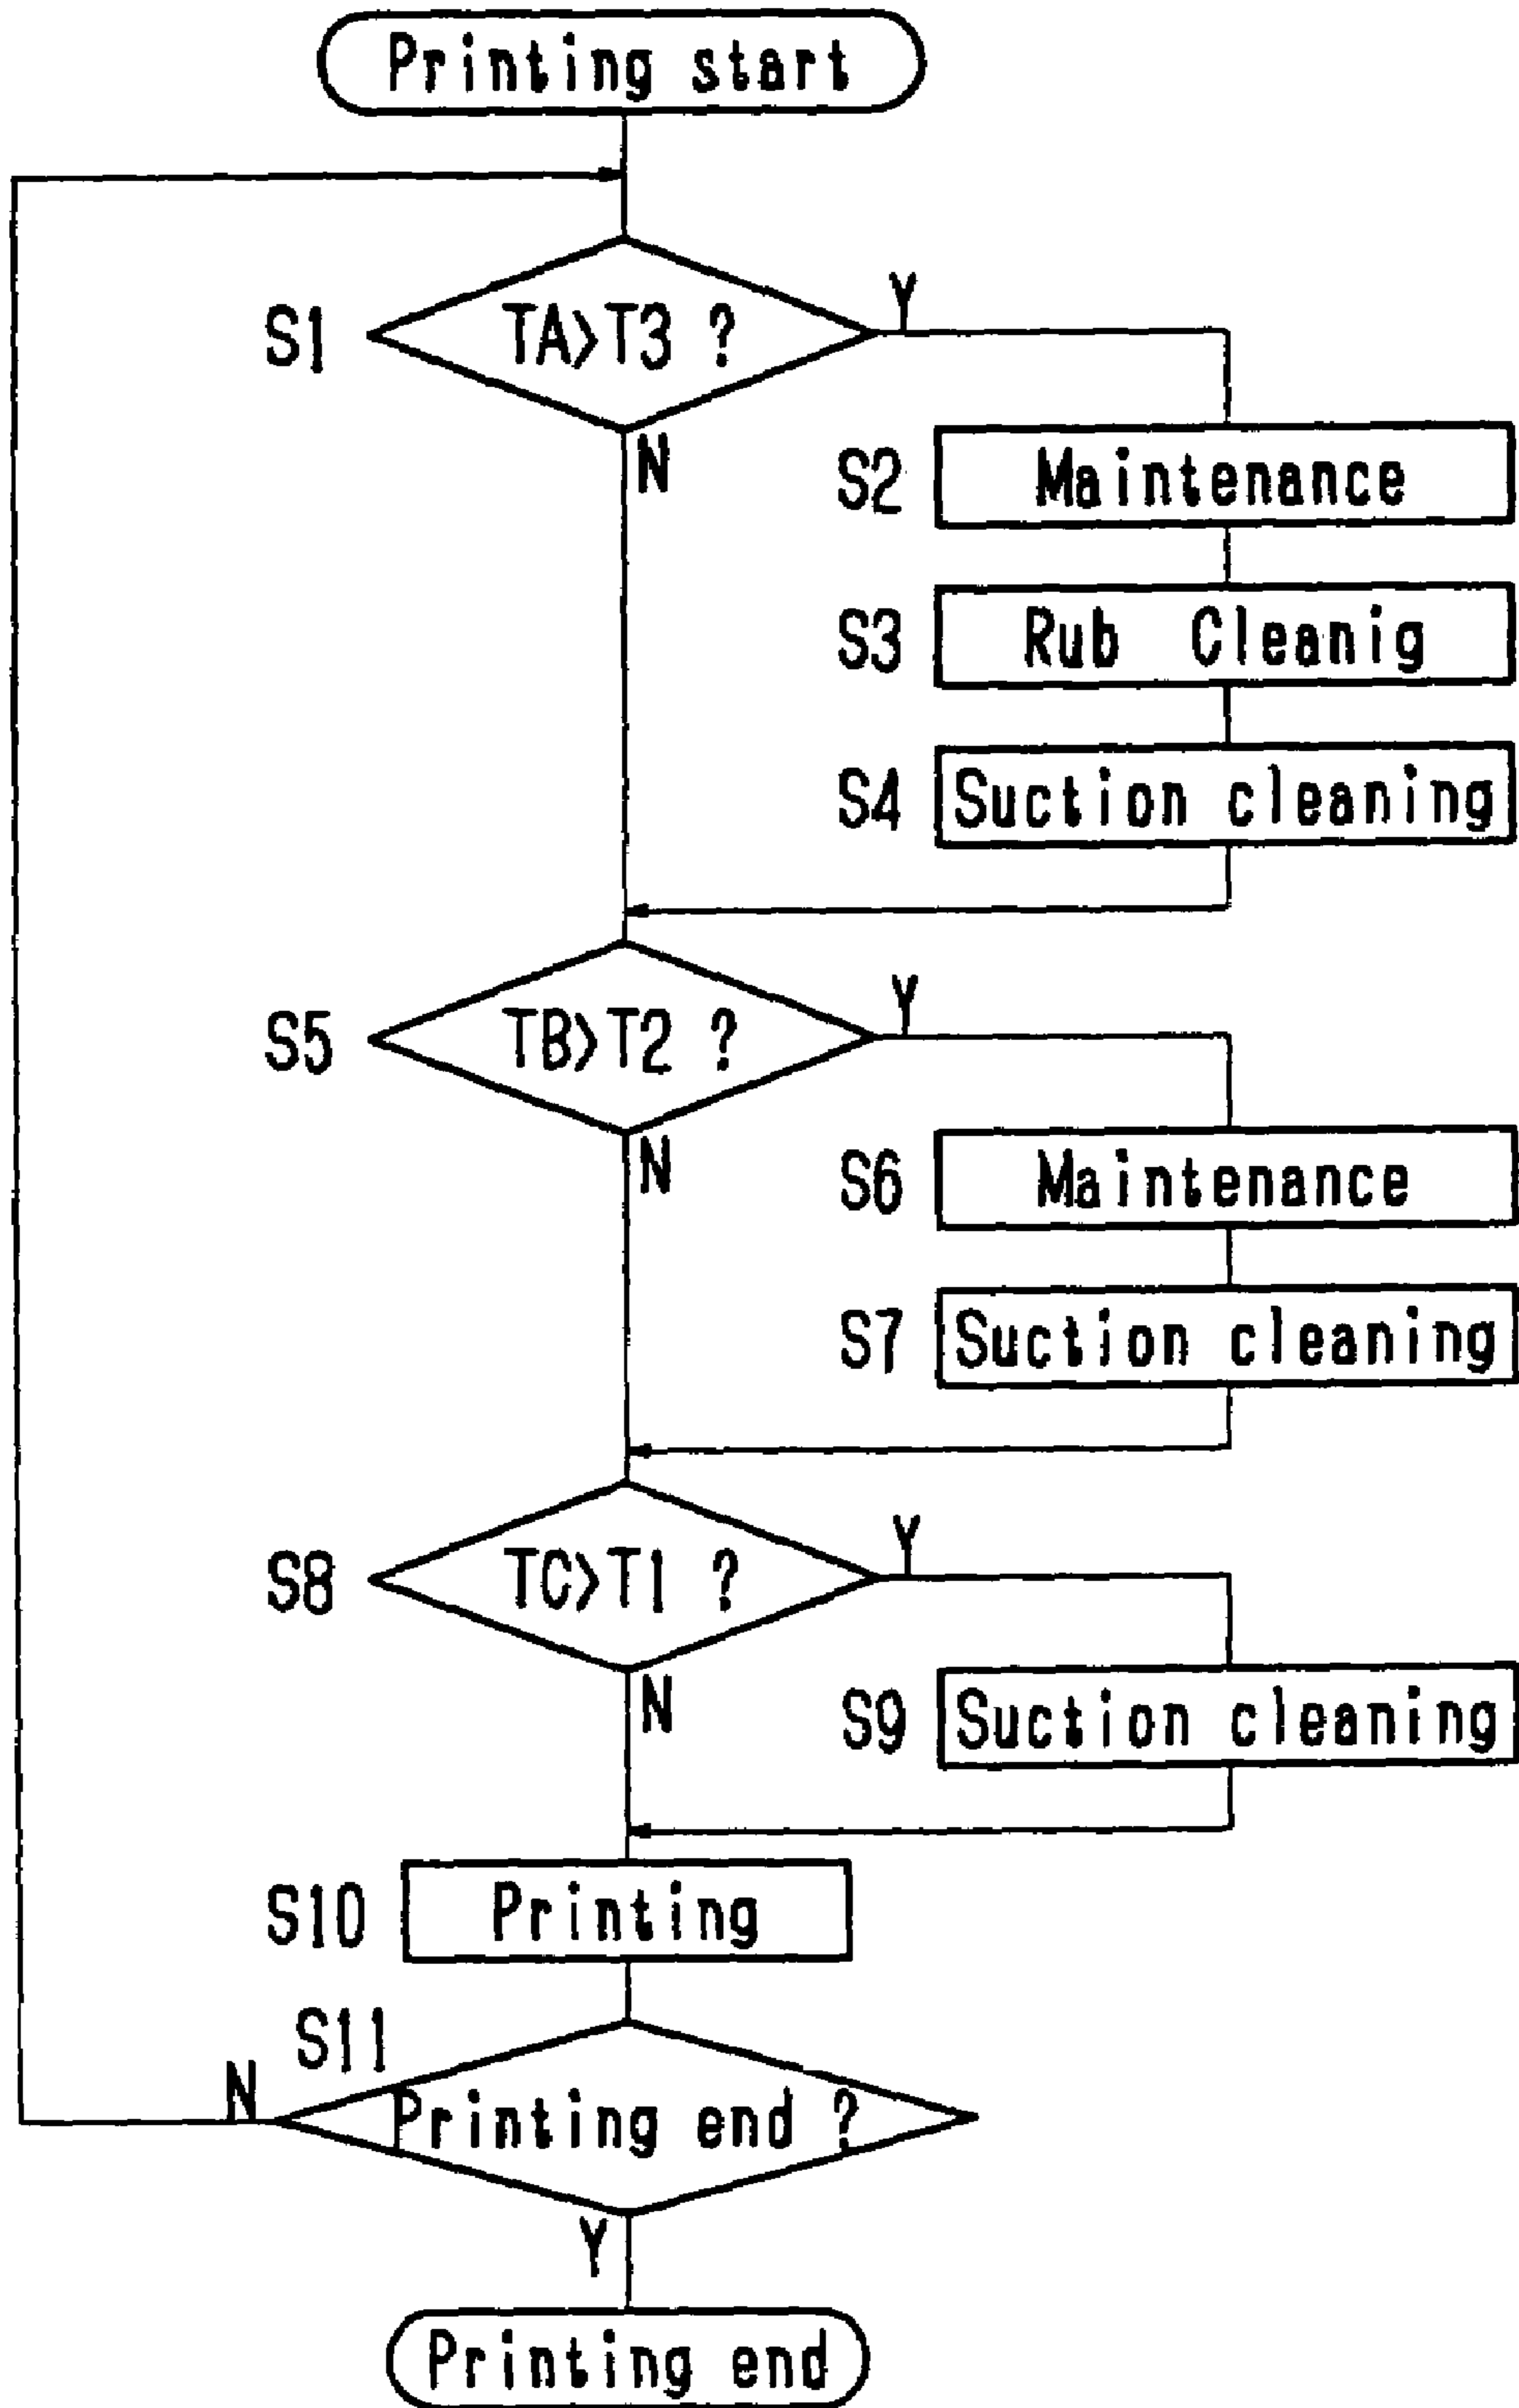 Printing start
S1 TA>T3 ?
Y
N
S2 Maintenance
S3 Rub Cleanig
S4 Suction cleaning
S5 TB>T2 ?
Y
N
S6 Maintenance
S7 Suction cleaning
S8 TC>T1 ?
Y
N
S9 Suction cleaning
S10 Printing
S11
N
Printing end ?
Y
Printing end